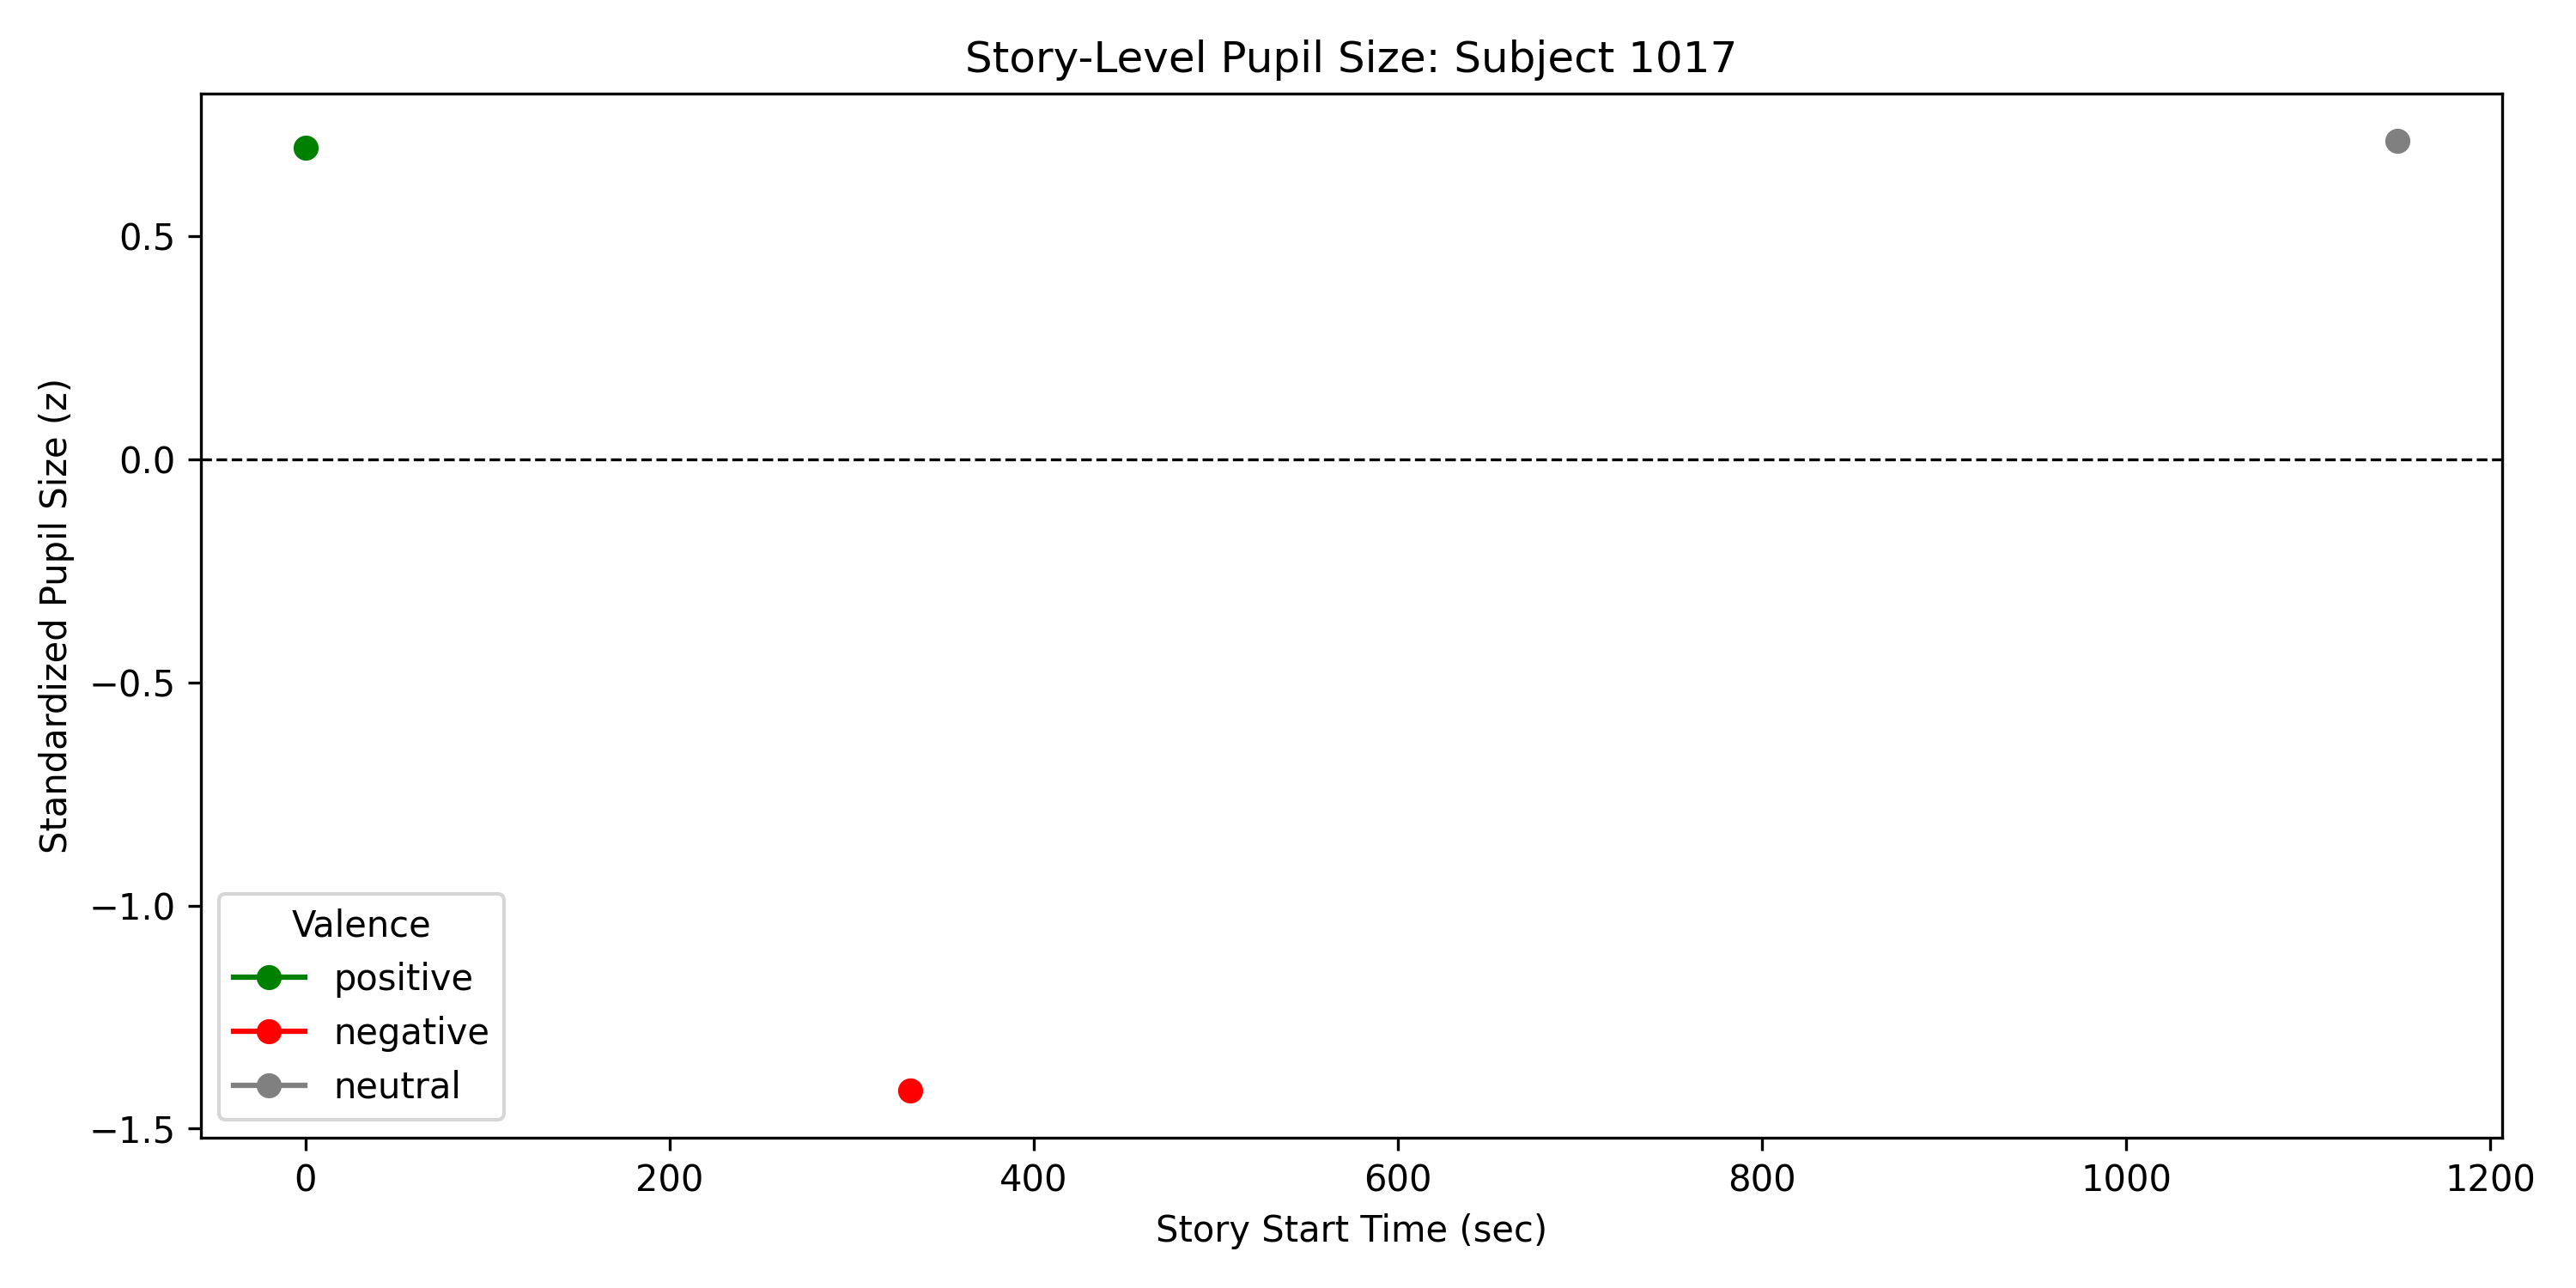 Story-Level Pupil Size: Subject 1017
Standardized Pupil Size (z)
0.5
0.0
−0.5
−1.0
−1.5
Valence
positive
negative
neutral
0 200 400 600 800 1000 1200
Story Start Time (sec)